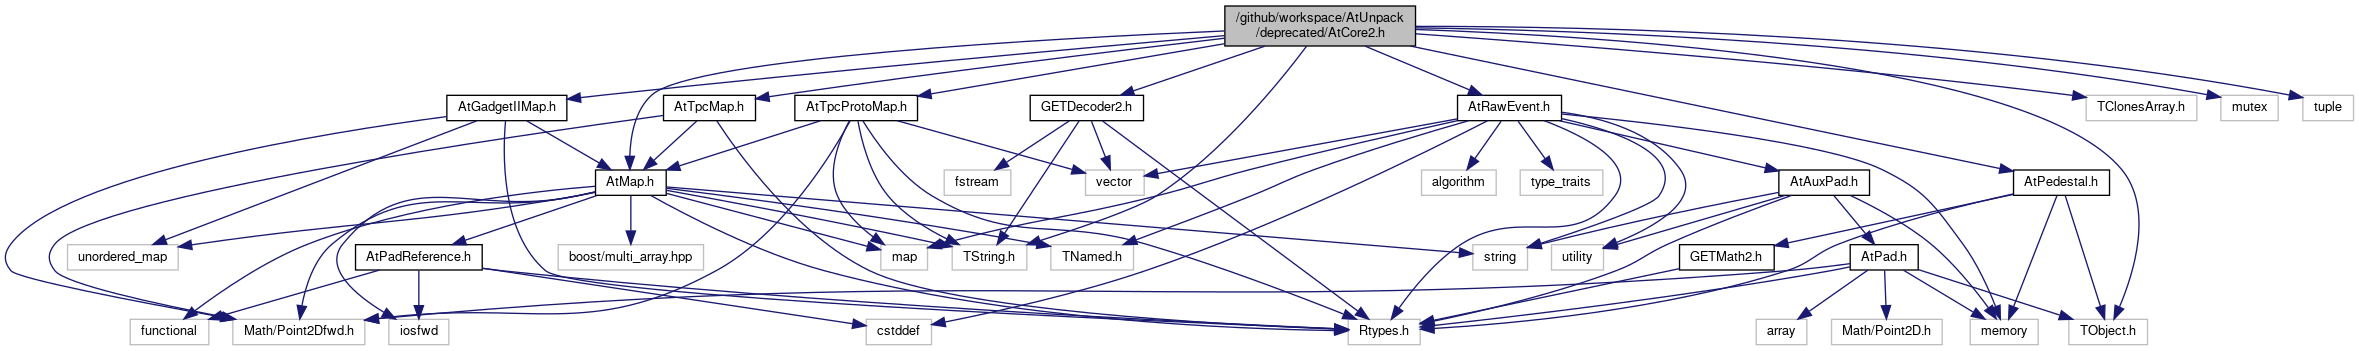 /github/workspace/AtUnpack
/deprecated/AtCore2.h
AtGadgetIIMap.h
AtTpcMap.h
AtTpcProtoMap.h
GETDecoder2.h
AtRawEvent.h
TClonesArray.h
mutex
tuple
AtMap.h
fstream
vector
algorithm
type_traits
AtAuxPad.h
AtPedestal.h
unordered_map
AtPadReference.h
boost/multi_array.hpp
map
TString.h
TNamed.h
string
utility
GETMath2.h
AtPad.h
functional
Math/Point2Dfwd.h
iosfwd
cstddef
Rtypes.h
array
Math/Point2D.h
memory
TObject.h